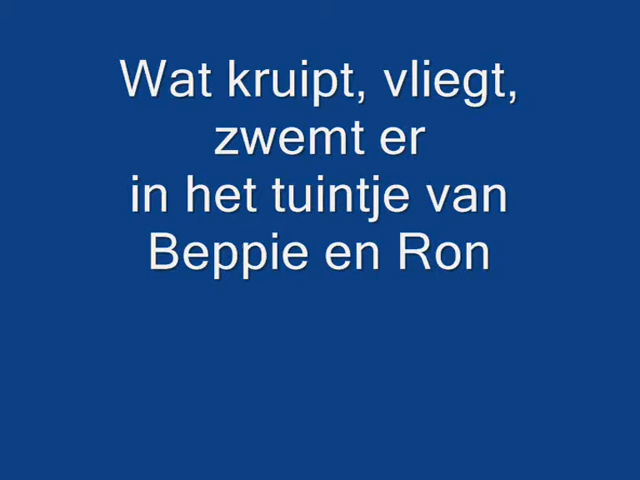 Wat kruipt, vliegt,
zwemt er
in het tuintje van
Beppie en Ron